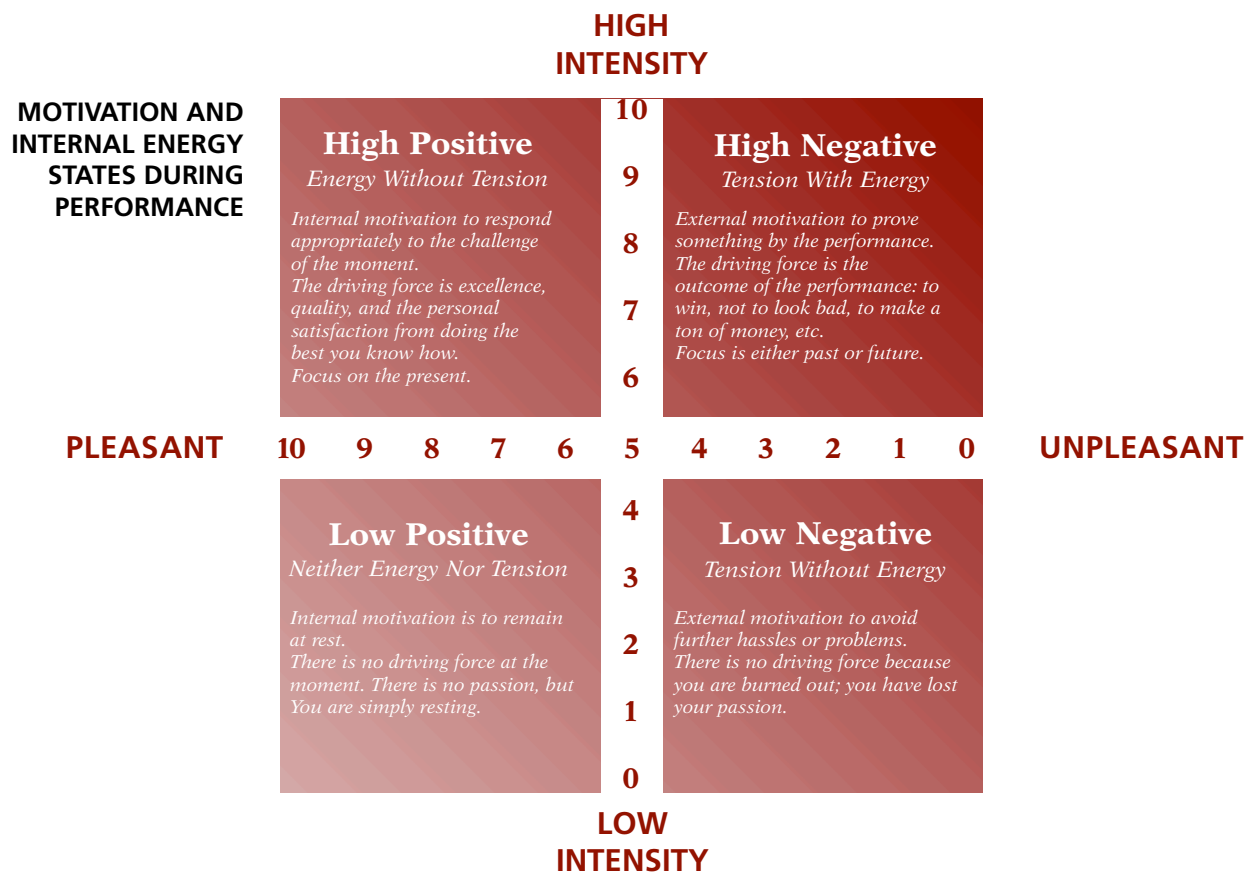 HIGH
INTENSITY
MOTIVATION AND
INTERNAL ENERGY
STATES DURING
PERFORMANCE
High Positive
Energy Without Tension
Internal motivation to respond
appropriately to the challenge
of the moment.
The driving force is excellence,
quality, and the personal
satisfaction from doing the
best you know how.
Focus on the present.
10
9
8
7
6
High Negative
Tension With Energy
External motivation to prove
something by the performance.
The driving force is the
outcome of the performance: to
win, not to look bad, to make a
ton of money, etc.
Focus is either past or future.
PLEASANT 10 9 8 7 6 5 4 3 2 1 0 UNPLEASANT
Low Positive
Neither Energy Nor Tension
Internal motivation is to remain
at rest.
There is no driving force at the
moment. There is no passion, but
You are simply resting.
4
3
2
1
0
Low Negative
Tension Without Energy
External motivation to avoid
further hassles or problems.
There is no driving force because
you are burned out; you have lost
your passion.
LOW
INTENSITY